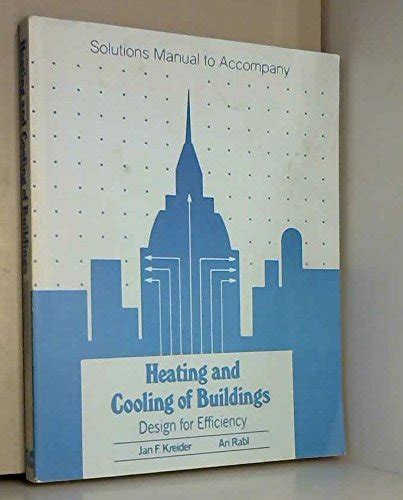 Solutions Manual to Accompany
Heating and
Cooling of Buildings
Design for Efficiency
Jan F. Kreider Ari Rabl
Heating and Cooling of Buildings